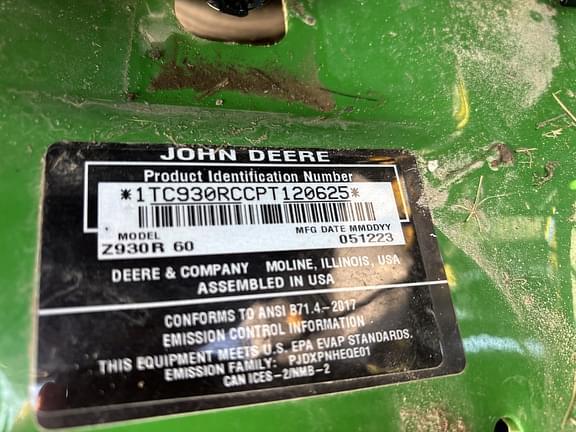 JOHN DEERE
Product Identification Number
*1TC930RCCPT120625*
MODEL MFG DATE MMDDYY
Z930R 60 051223
DEERE & COMPANY MOLINE, ILLINOIS, USA
ASSEMBLED IN USA
CONFORMS TO ANSI B71.4-2017
EMISSION CONTROL INFORMATION
THIS EQUIPMENT MEETS U.S. EPA EVAP STANDARDS.
EMISSION FAMILY: PJDXPNHEQE01
CAN ICES-2/NMB-2